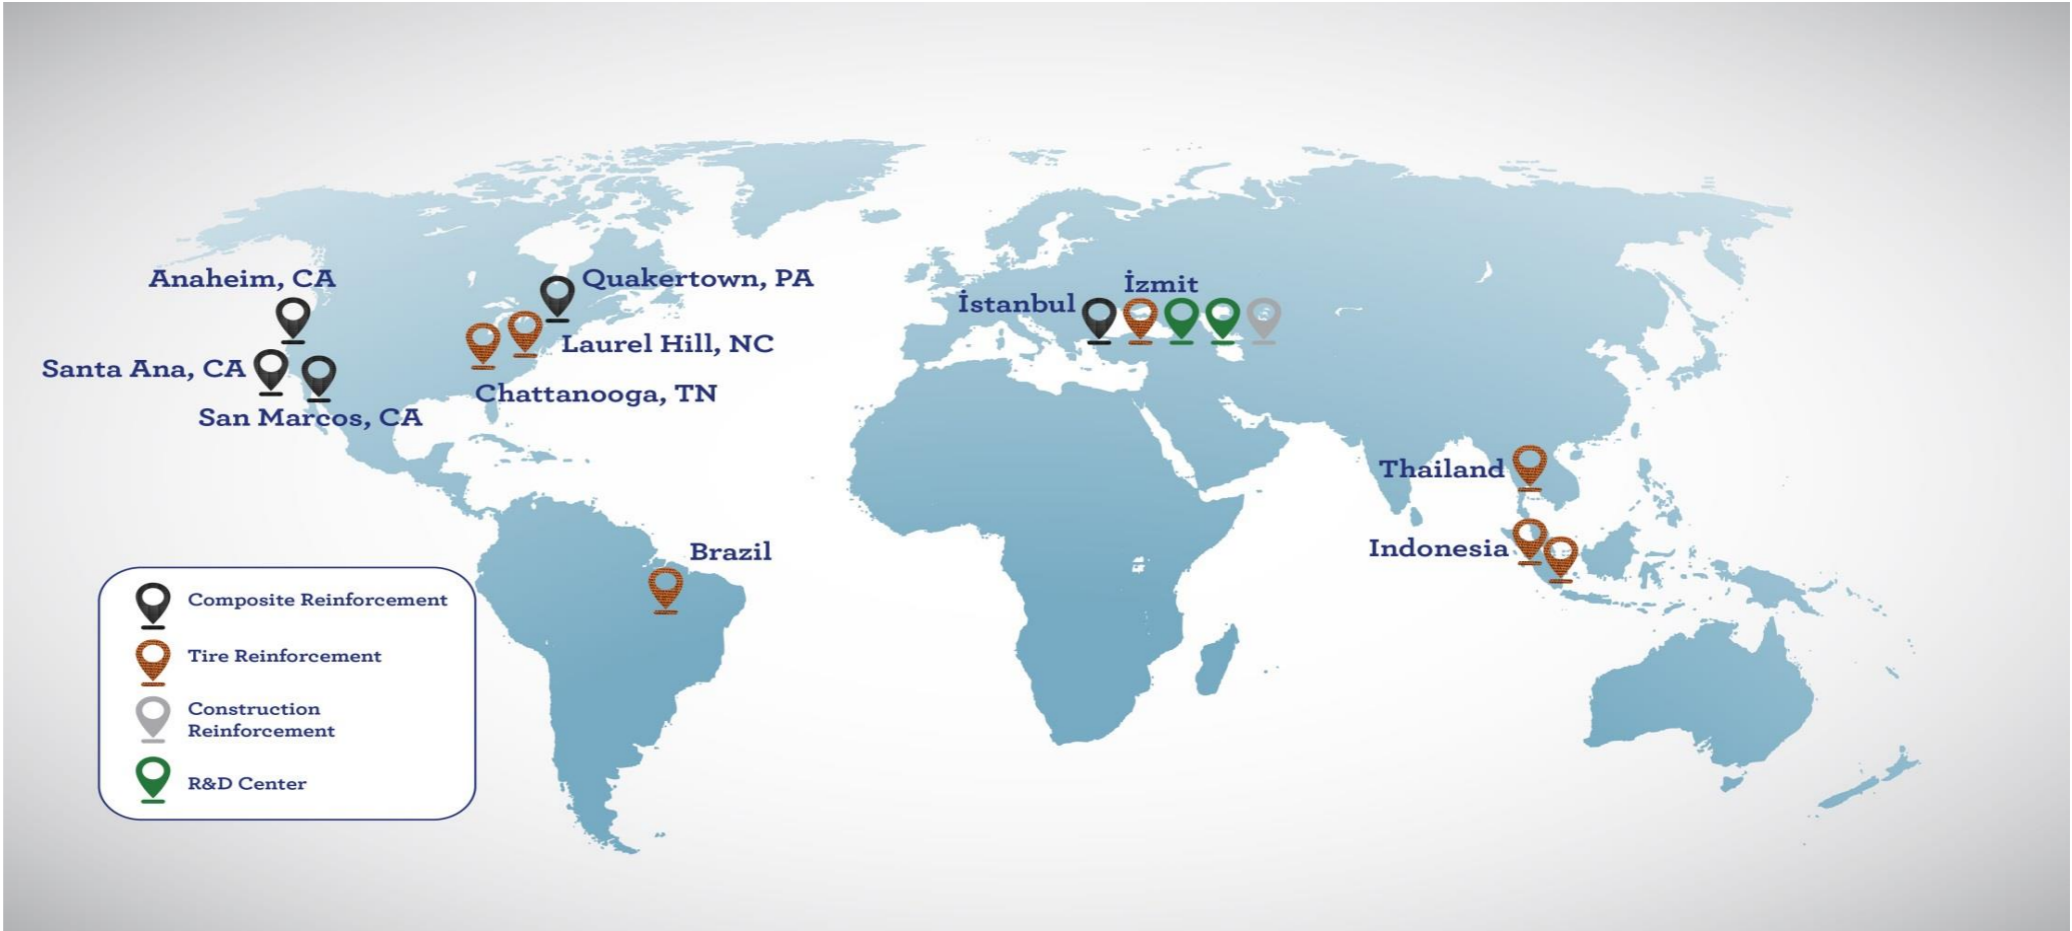 Anaheim, CA
Quakertown, PA
Santa Ana, CA
Laurel Hill, NC
San Marcos, CA
Chattanooga, TN
İstanbul
İzmit
Thailand
Indonesia
Brazil
Composite Reinforcement
Tire Reinforcement
Construction
Reinforcement
R&D Center